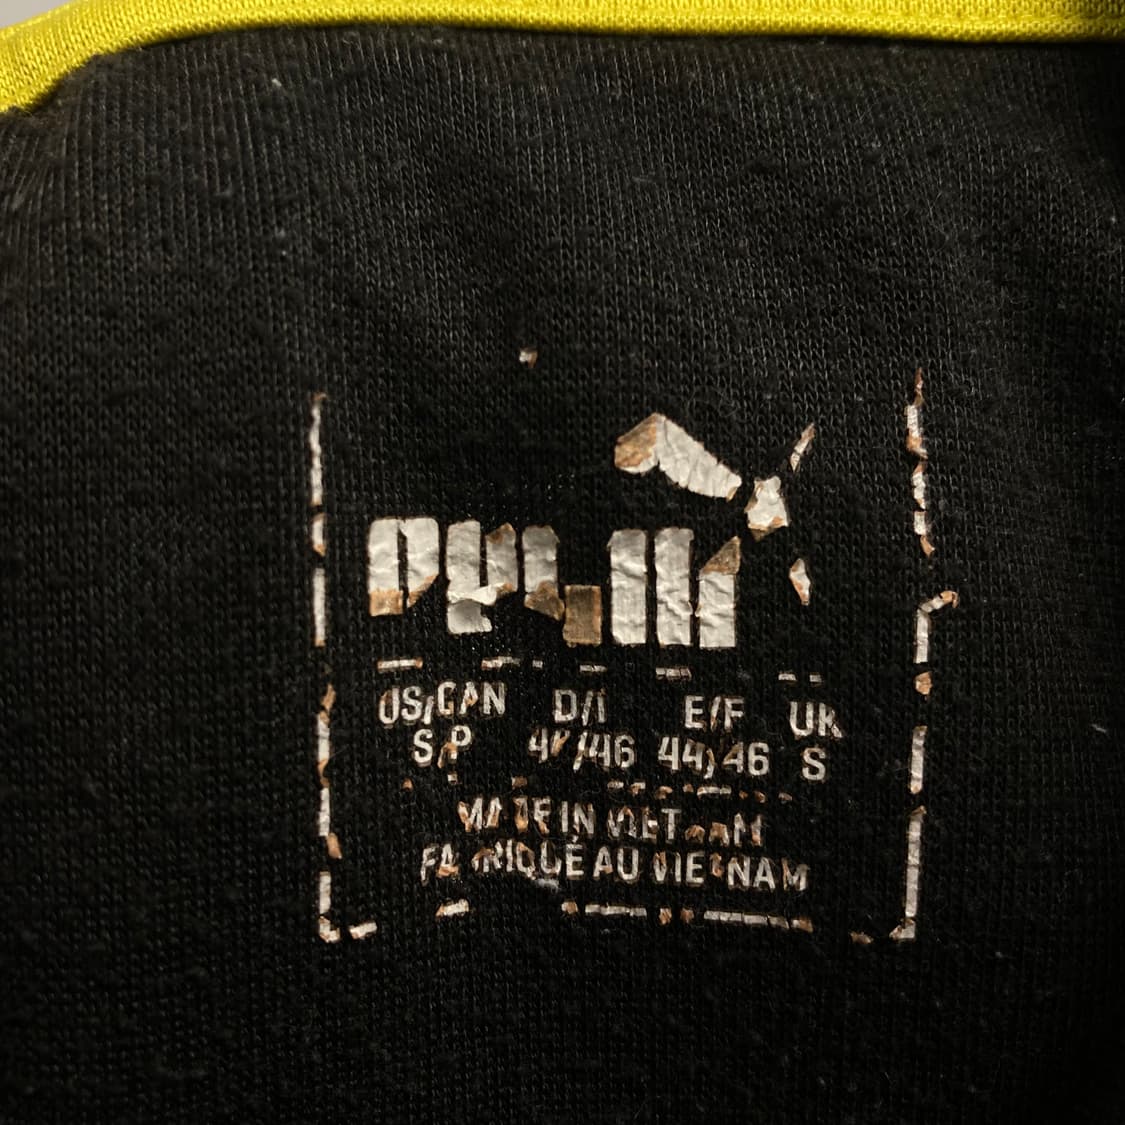 PUMA
US/CAN D/I E/F UK
S/P 44/46 44/46 S
MADE IN VIETNAM
FABRIQUÉ AU VIETNAM